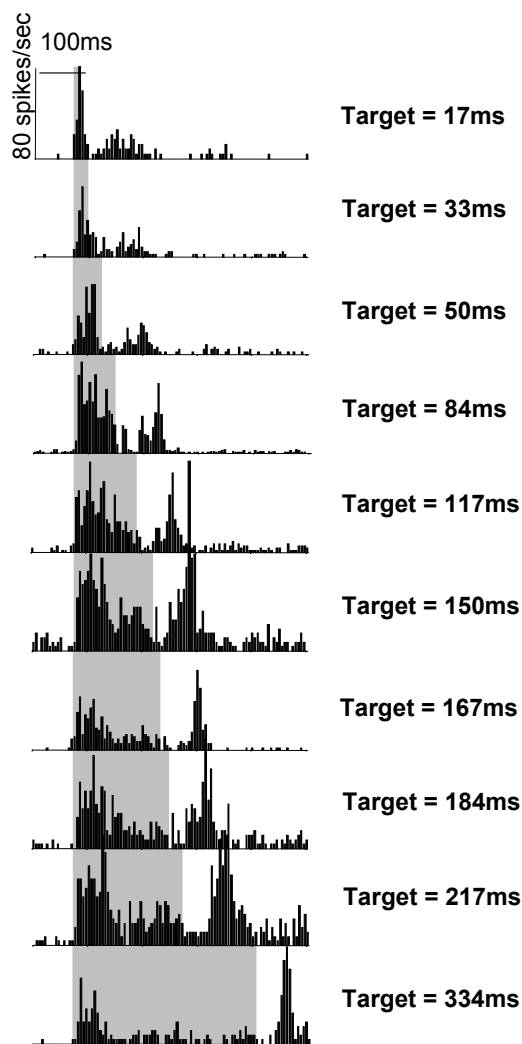 100ms
80 spikes/sec
Target = 17ms
Target = 33ms
Target = 50ms
Target = 84ms
Target = 117ms
Target = 150ms
Target = 167ms
Target = 184ms
Target = 217ms
Target = 334ms